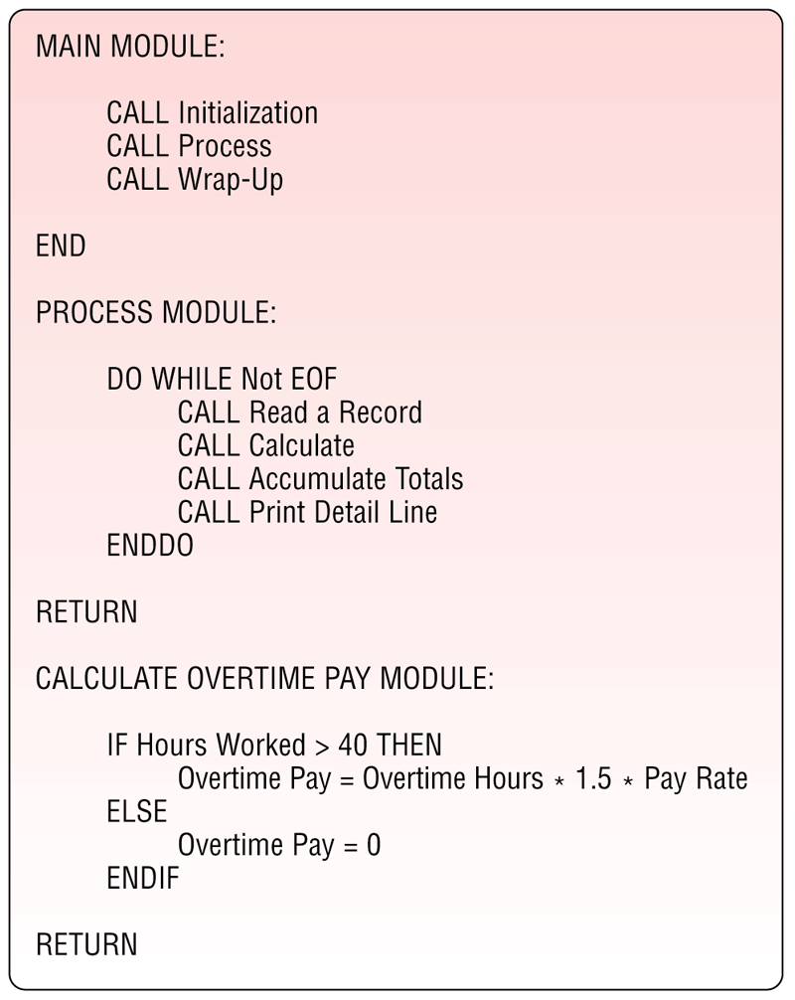 MAIN MODULE:
CALL Initialization
CALL Process
CALL Wrap-Up
END
PROCESS MODULE:
DO WHILE Not EOF
CALL Read a Record
CALL Calculate
CALL Accumulate Totals
CALL Print Detail Line
ENDDO
RETURN
CALCULATE OVERTIME PAY MODULE:
IF Hours Worked > 40 THEN
Overtime Pay = Overtime Hours * 1.5 * Pay Rate
ELSE
Overtime Pay = 0
ENDIF
RETURN